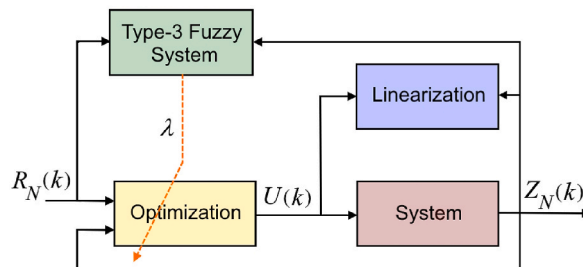 Type-3 Fuzzy
System
Linearization
λ
R_N(k)
Optimization
U(k)
System
Z_N(k)